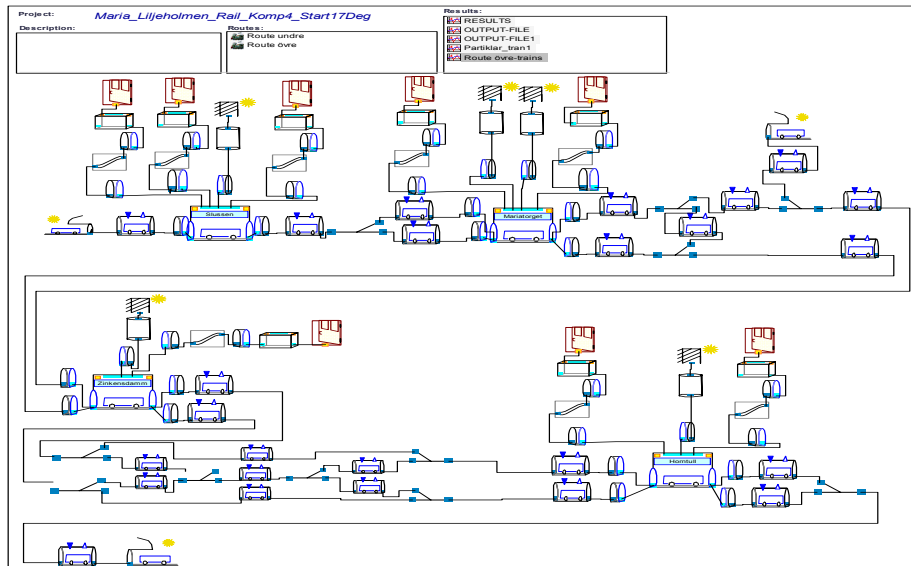 Project: Maria_Liljeholmen_Rail_Komp4_Start17Deg
Description:
Routes:
Route undre
Route övre
Results:
RESULTS
OUTPUT-FILE
OUTPUT-FILE1
Partiklar_tran1
Route övre-trains
Slussen
Mariatorget
Zinkensdamm
Horntull